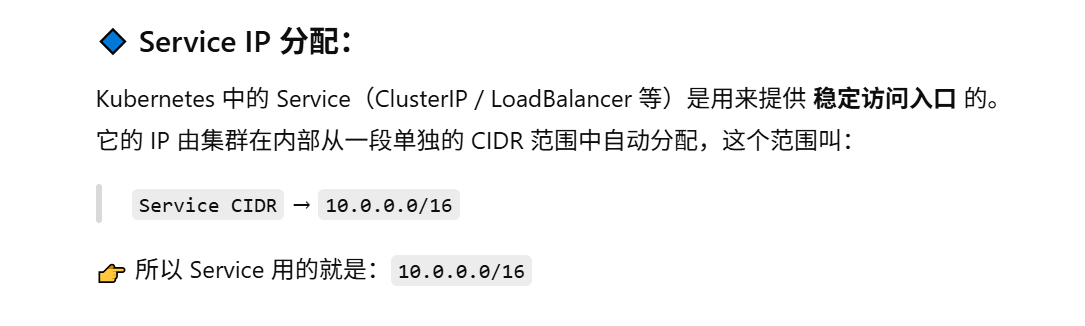 🔷 Service IP 分配：
Kubernetes 中的 Service（ClusterIP / LoadBalancer 等）是用来提供 稳定访问入口 的。
它的 IP 由集群在内部从一段单独的 CIDR 范围中自动分配，这个范围叫：
Service CIDR → 10.0.0.0/16
👉 所以 Service 用的就是：10.0.0.0/16